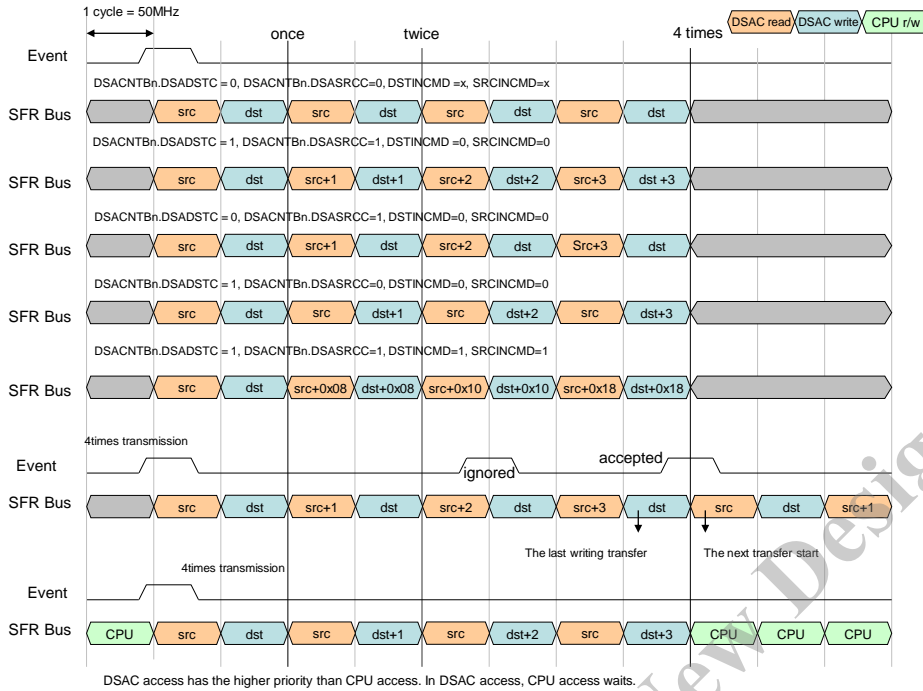 1 cycle = 50MHz
DSAC read DSAC write CPU r/w
once twice 4 times
Event
DSACNTBn.DSADSTC = 0, DSACNTBn.DSASRCC=0, DSTINCMD =x, SRCINCMD=x
SFR Bus src dst src dst src dst src dst
DSACNTBn.DSADSTC = 1, DSACNTBn.DSASRCC=1, DSTINCMD =0, SRCINCMD=0
SFR Bus src dst src+1 dst+1 src+2 dst+2 src+3 dst +3
DSACNTBn.DSADSTC = 0, DSACNTBn.DSASRCC=1, DSTINCMD=0, SRCINCMD=0
SFR Bus src dst src+1 dst src+2 dst Src+3 dst
DSACNTBn.DSADSTC = 1, DSACNTBn.DSASRCC=0, DSTINCMD=0, SRCINCMD=0
SFR Bus src dst src dst+1 src dst+2 src dst+3
DSACNTBn.DSADSTC = 1, DSACNTBn.DSASRCC=1, DSTINCMD=1, SRCINCMD=1
SFR Bus src dst src+0x08 dst+0x08 src+0x10 dst+0x10 src+0x18 dst+0x18
4times transmission
Event ignored accepted
SFR Bus src dst src+1 dst src+2 dst src+3 dst src dst src+1
The last writing transfer The next transfer start
4times transmission
Event
SFR Bus CPU src dst src dst+1 src dst+2 src dst+3 CPU CPU CPU
DSAC access has the higher priority than CPU access. In DSAC access, CPU access waits.
New Design